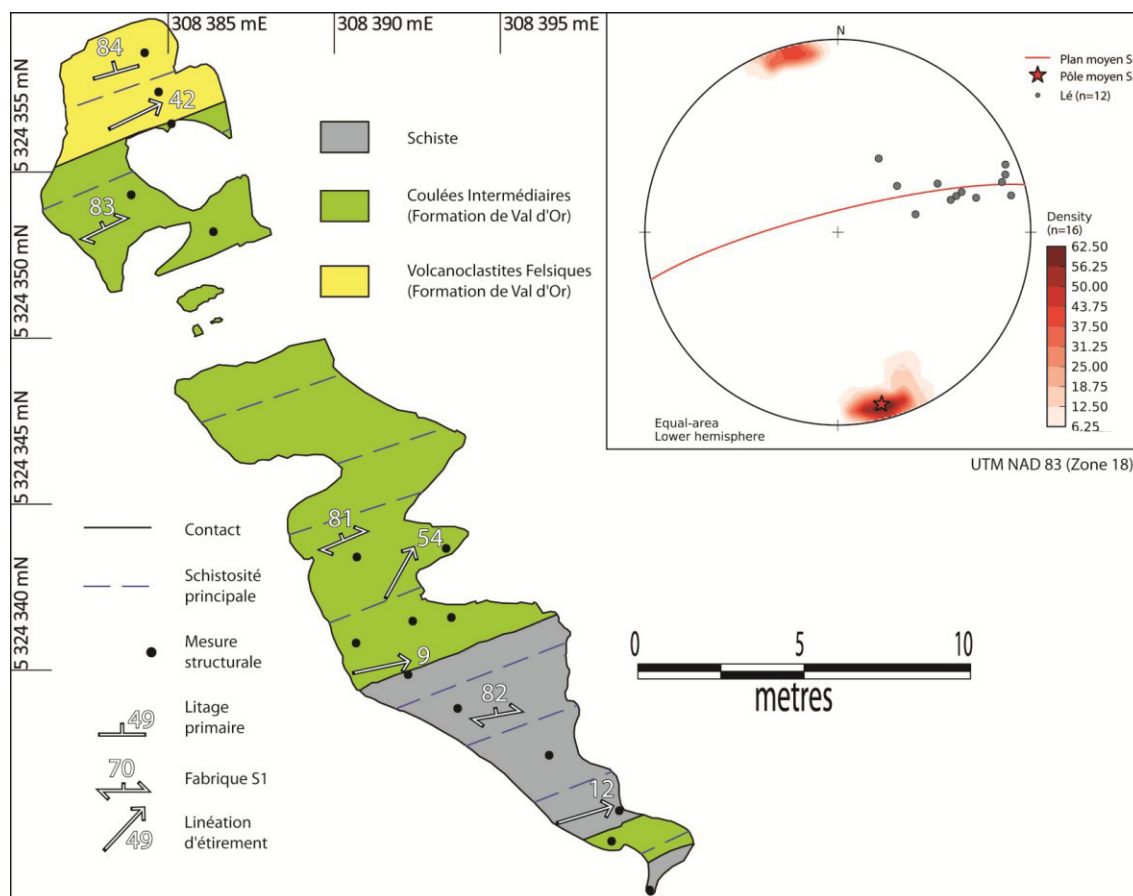 308 385 mE
308 390 mE
308 395 mE
5 324 355 mN
5 324 350 mN
5 324 345 mN
5 324 340 mN
84
42
83
81
54
9
82
12
Schiste
Coulées Intermédiaires
(Formation de Val d'Or)
Volcanoclastites Felsiques
(Formation de Val d'Or)
N
Plan moyen S
Pôle moyen S
Lé (n=12)
Density
(n=16)
62.50
56.25
50.00
43.75
37.50
31.25
25.00
18.75
12.50
6.25
Equal-area
Lower hemisphere
UTM NAD 83 (Zone 18)
Contact
Schistosité
principale
Mesure
structurale
49
Litage
primaire
70
Fabrique S1
49
Linéation
d'étirement
0 5 10
metres